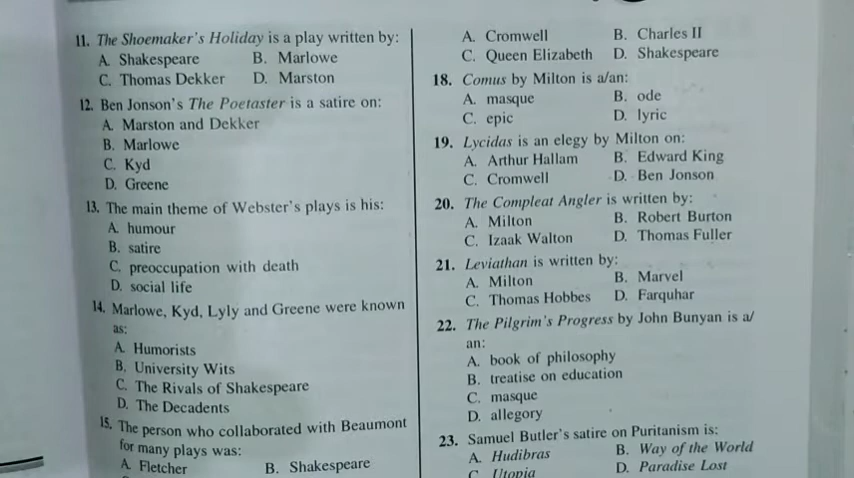 11. The Shoemaker's Holiday is a play written by:
A. Shakespeare B. Marlowe
C. Thomas Dekker D. Marston
12. Ben Jonson's The Poetaster is a satire on:
A. Marston and Dekker
B. Marlowe
C. Kyd
D. Greene
13. The main theme of Webster's plays is his:
A. humour
B. satire
C. preoccupation with death
D. social life
14. Marlowe, Kyd, Lyly and Greene were known
as:
A. Humorists
B. University Wits
C. The Rivals of Shakespeare
D. The Decadents
15. The person who collaborated with Beaumont
for many plays was:
A. Fletcher B. Shakespeare
A. Cromwell B. Charles II
C. Queen Elizabeth D. Shakespeare
18. Comus by Milton is a/an:
A. masque B. ode
C. epic D. lyric
19. Lycidas is an elegy by Milton on:
A. Arthur Hallam B. Edward King
C. Cromwell D. Ben Jonson
20. The Compleat Angler is written by:
A. Milton B. Robert Burton
C. Izaak Walton D. Thomas Fuller
21. Leviathan is written by:
A. Milton B. Marvel
C. Thomas Hobbes D. Farquhar
22. The Pilgrim's Progress by John Bunyan is a/
an:
A. book of philosophy
B. treatise on education
C. masque
D. allegory
23. Samuel Butler's satire on Puritanism is:
A. Hudibras B. Way of the World
C. Utopia D. Paradise Lost